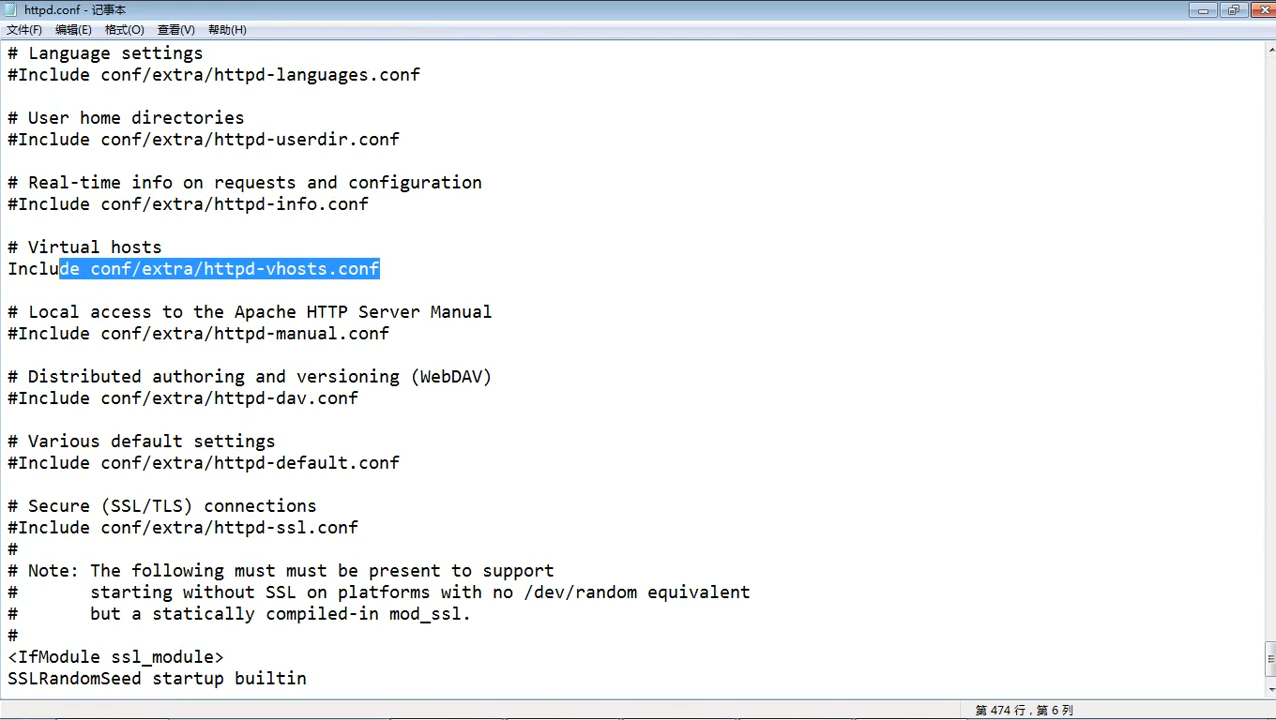 httpd.conf - 记事本
文件(F) 编辑(E) 格式(O) 查看(V) 帮助(H)
# Language settings
#Include conf/extra/httpd-languages.conf
# User home directories
#Include conf/extra/httpd-userdir.conf
# Real-time info on requests and configuration
#Include conf/extra/httpd-info.conf
# Virtual hosts
Include conf/extra/httpd-vhosts.conf
# Local access to the Apache HTTP Server Manual
#Include conf/extra/httpd-manual.conf
# Distributed authoring and versioning (WebDAV)
#Include conf/extra/httpd-dav.conf
# Various default settings
#Include conf/extra/httpd-default.conf
# Secure (SSL/TLS) connections
#Include conf/extra/httpd-ssl.conf
#
# Note: The following must must be present to support
#       starting without SSL on platforms with no /dev/random equivalent
#       but a statically compiled-in mod_ssl.
#
<IfModule ssl_module>
SSLRandomSeed startup builtin
第 474 行，第 6 列